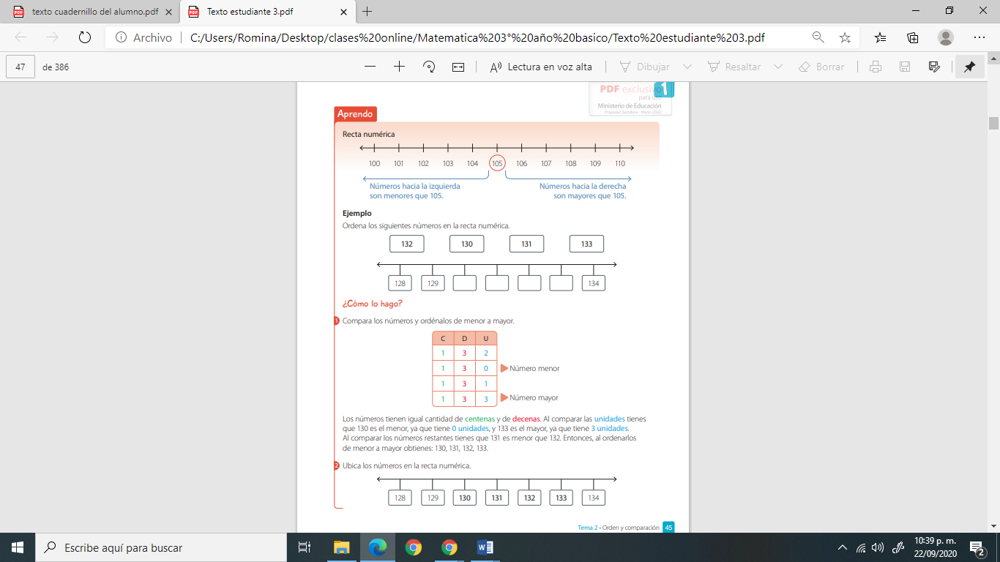 texto cuadernillo del alumno.pdf
Texto estudiante 3.pdf
Archivo
C:/Users/Romina/Desktop/clases%20online/Matematica%203°%20año%20basico/Texto%20estudiante%203.pdf
47 de 386
Lectura en voz alta
Dibujar
Resaltar
Borrar
PDF exclusivo
para uso
Ministerio de Educación
Propiedad Santillana - Marzo 2020
1
Aprendo
Recta numérica
100 101 102 103 104 105 106 107 108 109 110
Números hacia la izquierda
son menores que 105.
Números hacia la derecha
son mayores que 105.
Ejemplo
Ordena los siguientes números en la recta numérica.
132 130 131 133
128 129 134
¿Cómo lo hago?
1 Compara los números y ordénalos de menor a mayor.
C D U
1 3 2
1 3 0 Número menor
1 3 1
1 3 3 Número mayor
Los números tienen igual cantidad de centenas y de decenas. Al comparar las unidades tienes
que 130 es el menor, ya que tiene 0 unidades, y 133 es el mayor, ya que tiene 3 unidades.
Al comparar los números restantes tienes que 131 es menor que 132. Entonces, al ordenarlos
de menor a mayor obtienes: 130, 131, 132, 133.
2 Ubica los números en la recta numérica.
128 129 130 131 132 133 134
Tema 2 • Orden y comparación 45
Escribe aquí para buscar
10:39 p. m.
22/09/2020
2